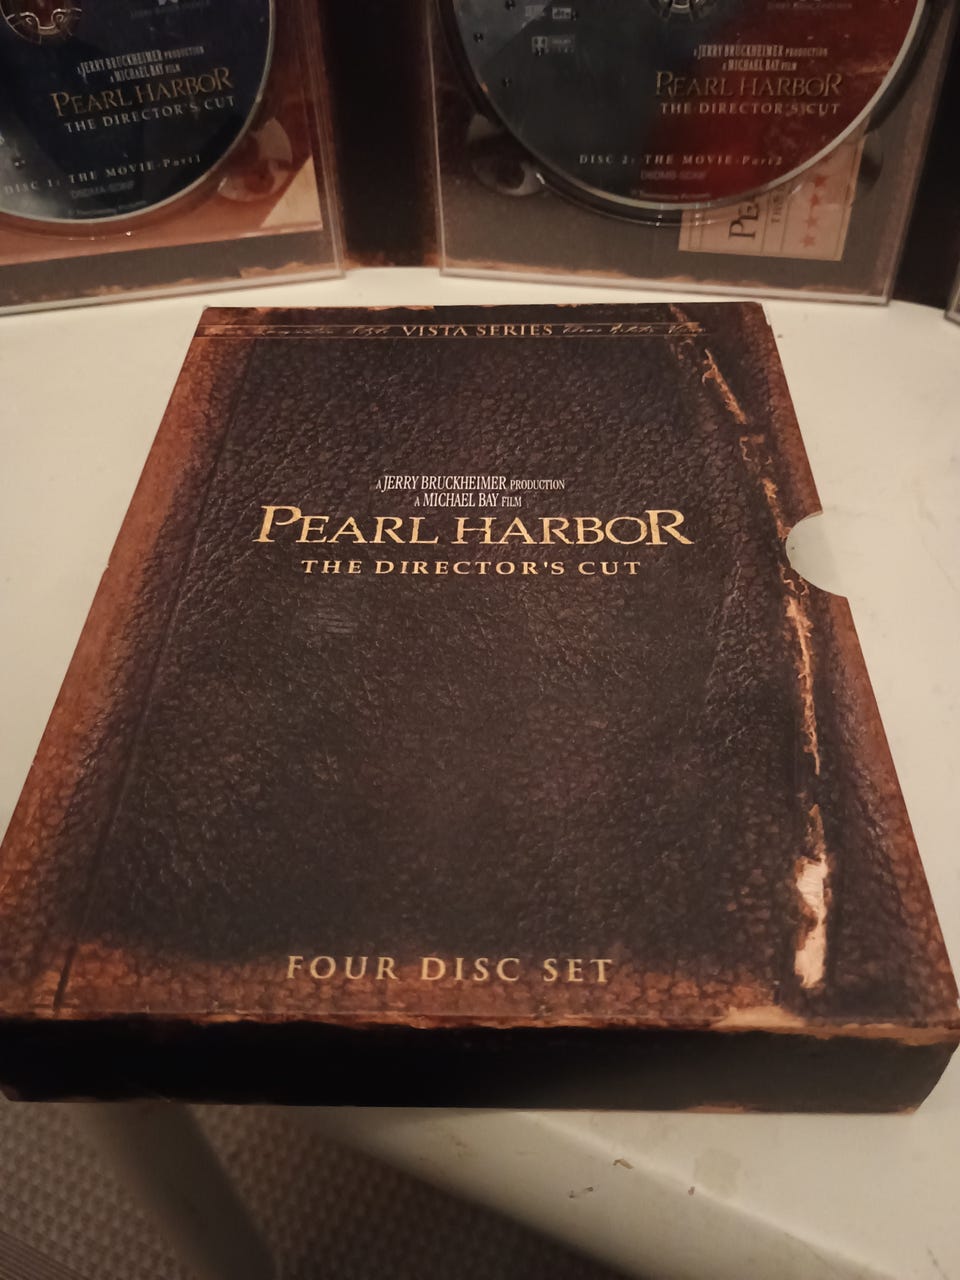 A JERRY BRUCKHEIMER PRODUCTION
A MICHAEL BAY FILM
PEARL HARBOR
THE DIRECTOR'S CUT
DISC 1: THE MOVIE - Part 1
A JERRY BRUCKHEIMER PRODUCTION
A MICHAEL BAY FILM
PEARL HARBOR
THE DIRECTOR'S CUT
DISC 2: THE MOVIE - Part 2
VISTA SERIES
A JERRY BRUCKHEIMER PRODUCTION
A MICHAEL BAY FILM
PEARL HARBOR
THE DIRECTOR'S CUT
FOUR DISC SET